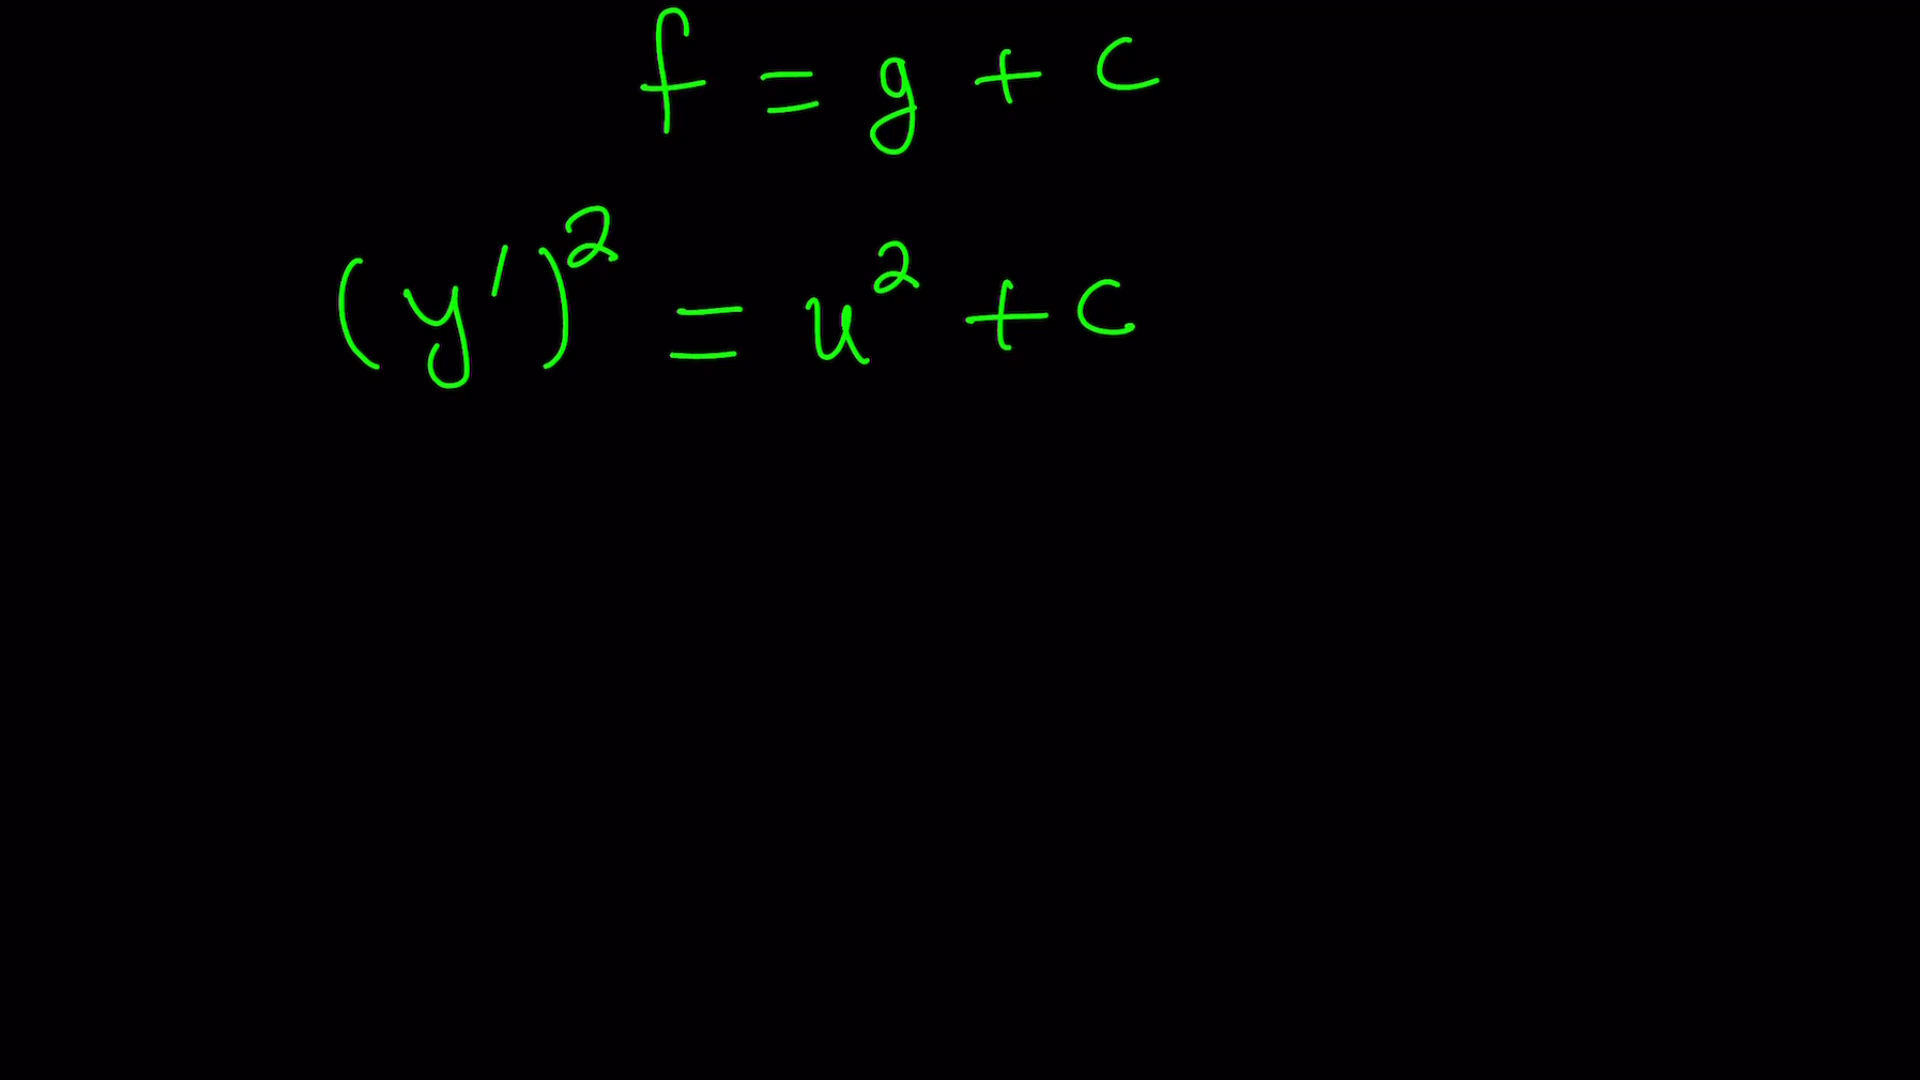 f = g + c
(y')² = u² + c